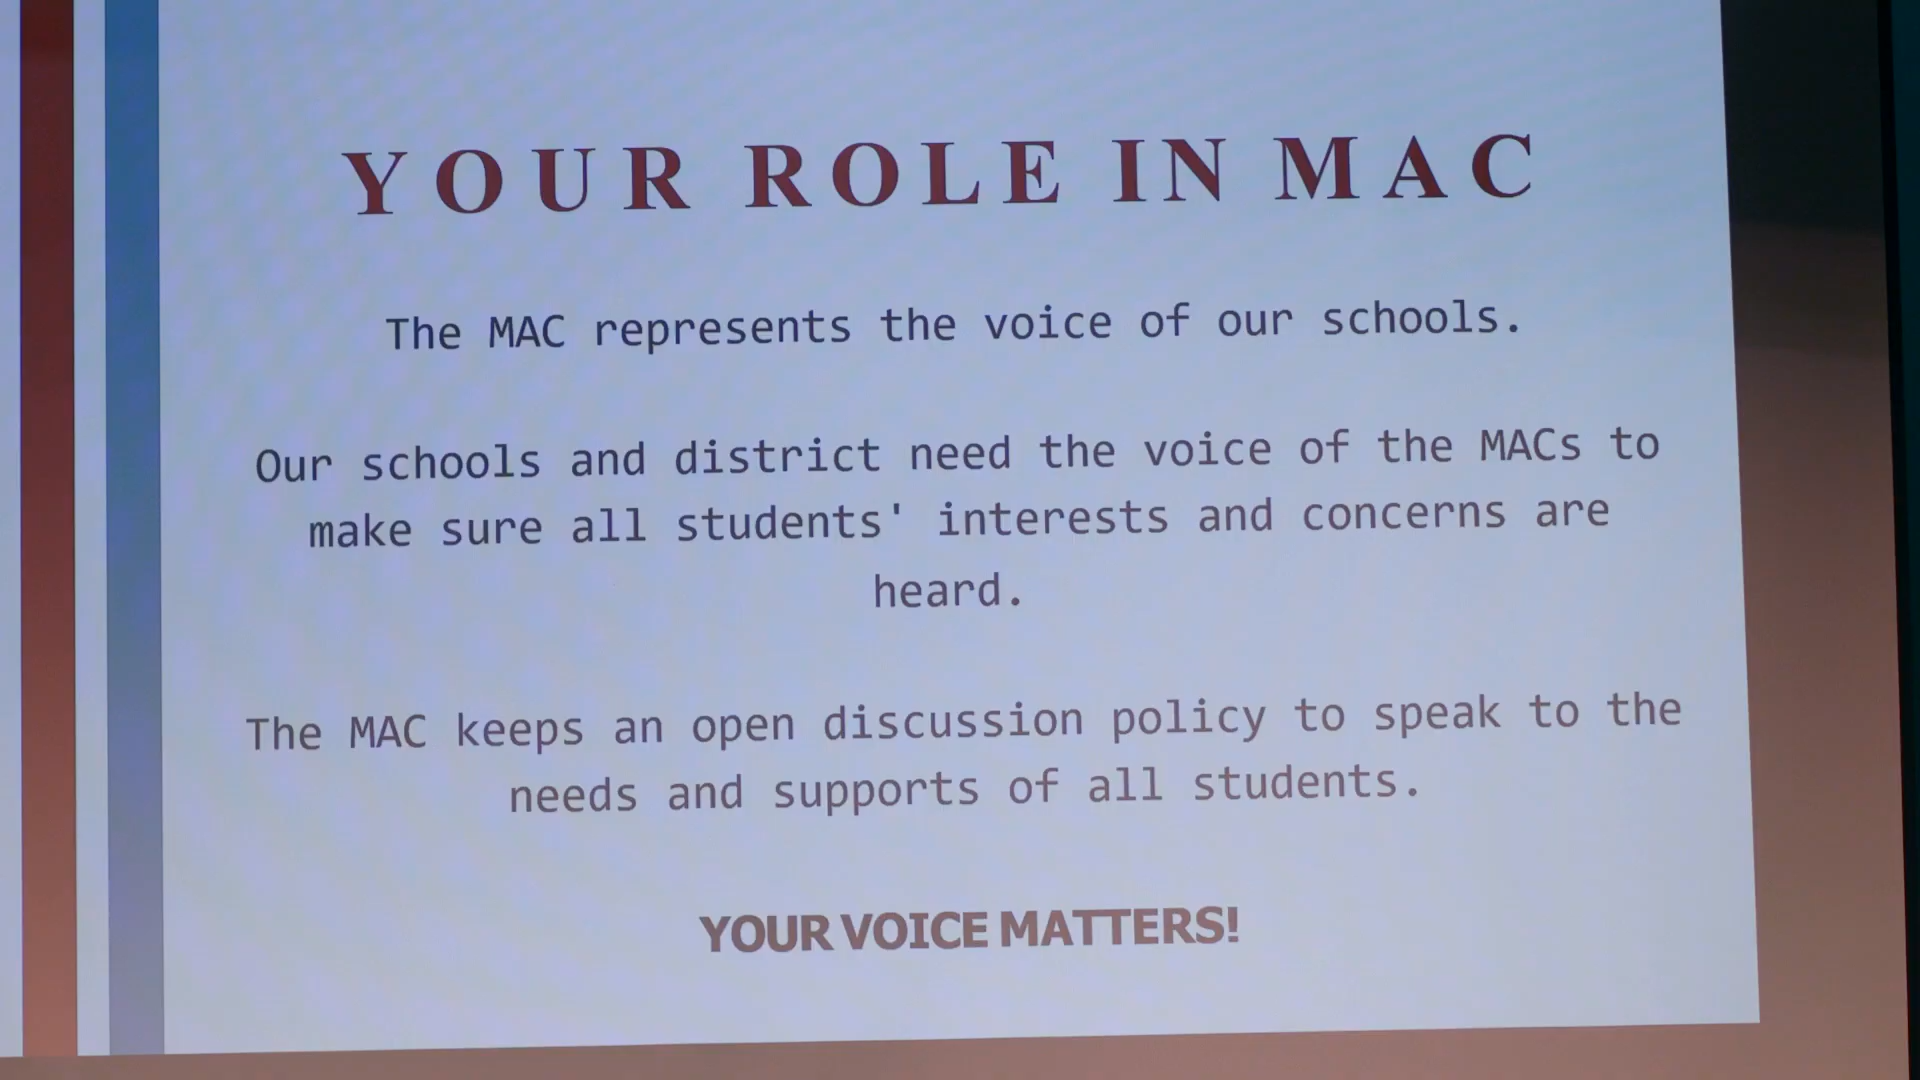 YOUR ROLE IN MAC
The MAC represents the voice of our schools.
Our schools and district need the voice of the MACs to
make sure all students' interests and concerns are
heard.
The MAC keeps an open discussion policy to speak to the
needs and supports of all students.
YOUR VOICE MATTERS!